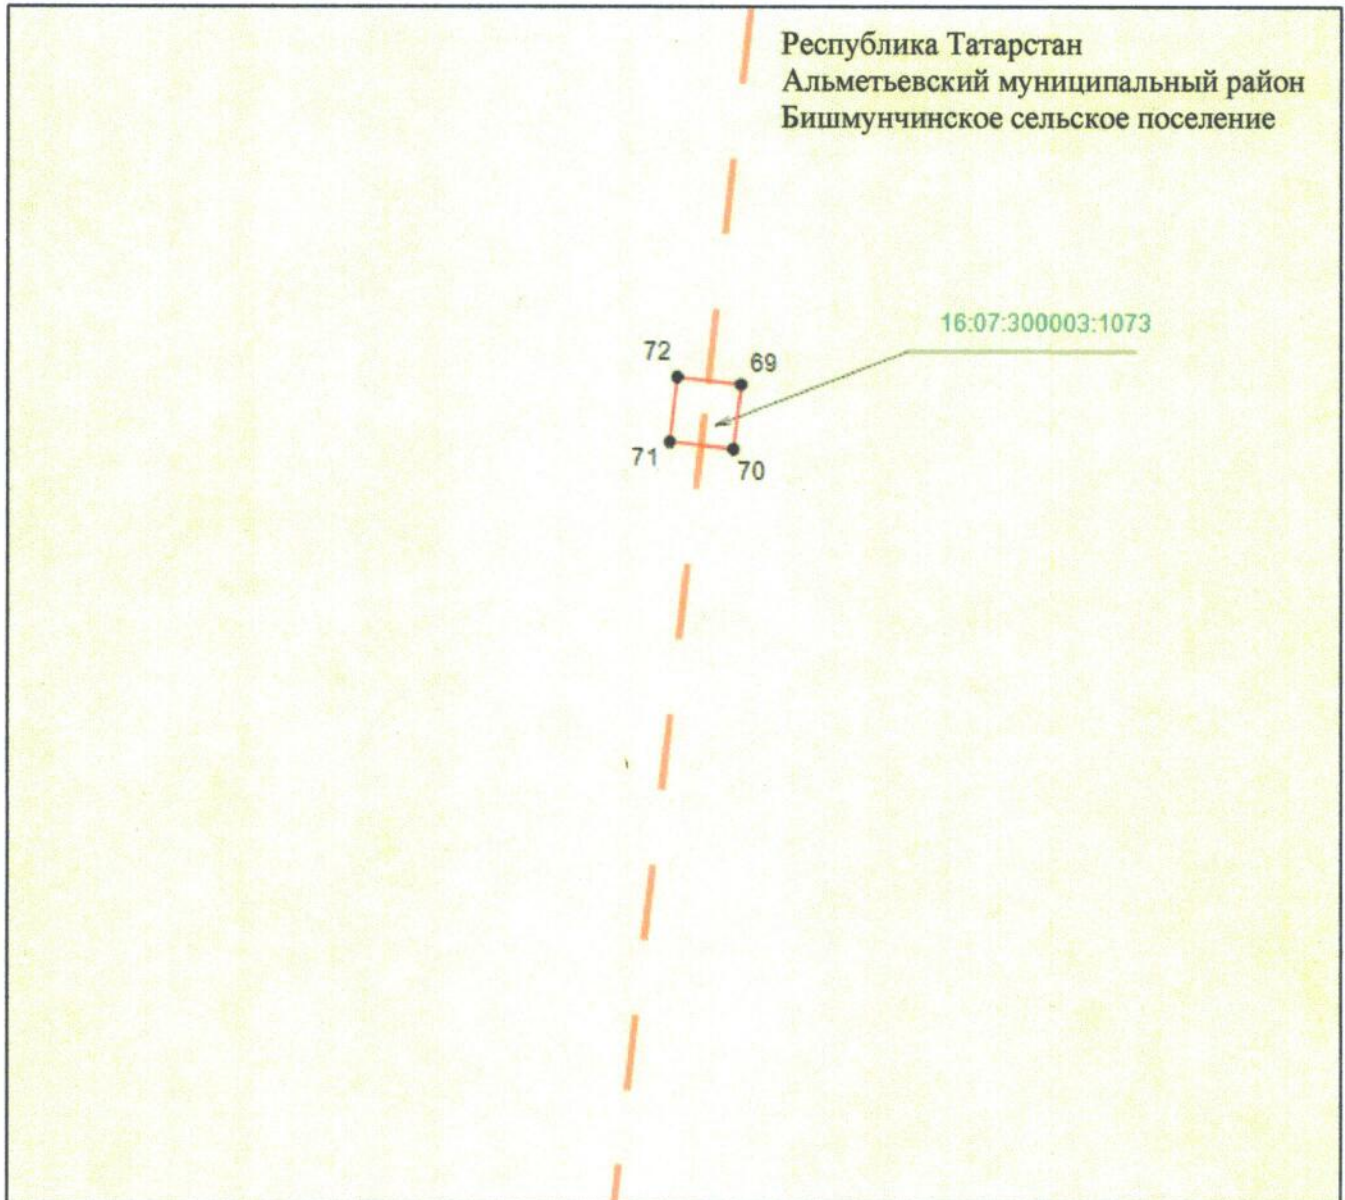 Республика Татарстан
Альметьевский муниципальный район
Бишмунчинское сельское поселение
16:07:300003:1073
72
69
71
70